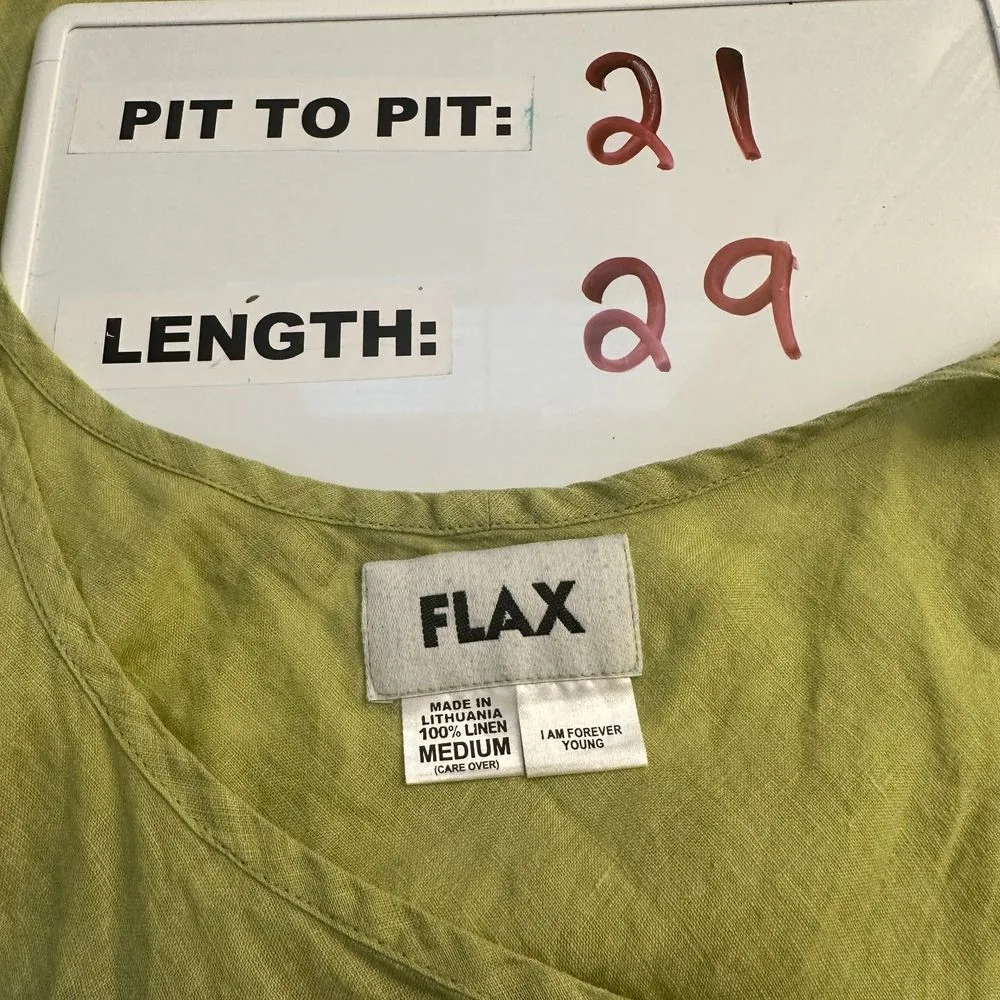 PIT TO PIT: 21
LENGTH: 29
FLAX
MADE IN
LITHUANIA
100% LINEN
MEDIUM
(CARE OVER)
I AM FOREVER
YOUNG